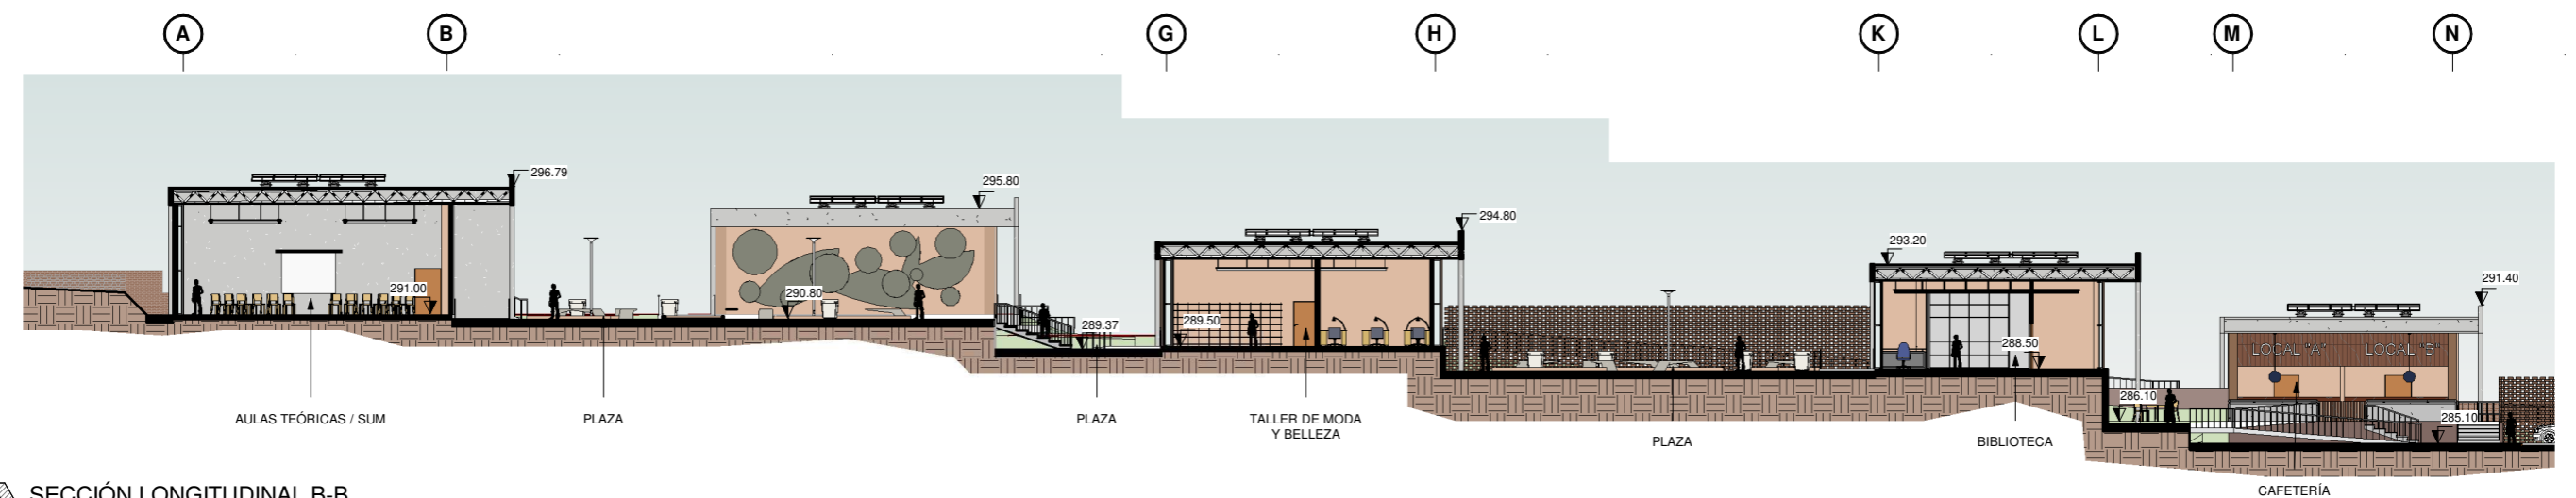 A B G H K L M N
296.79
295.80
294.80
293.20
291.40
291.00
290.80
289.37
289.50
288.50
286.10
285.10
LOCAL "A" LOCAL "B"
AULAS TEÓRICAS / SUM
PLAZA
PLAZA
TALLER DE MODA
Y BELLEZA
PLAZA
BIBLIOTECA
CAFETERÍA
SECCIÓN LONGITUDINAL B-B